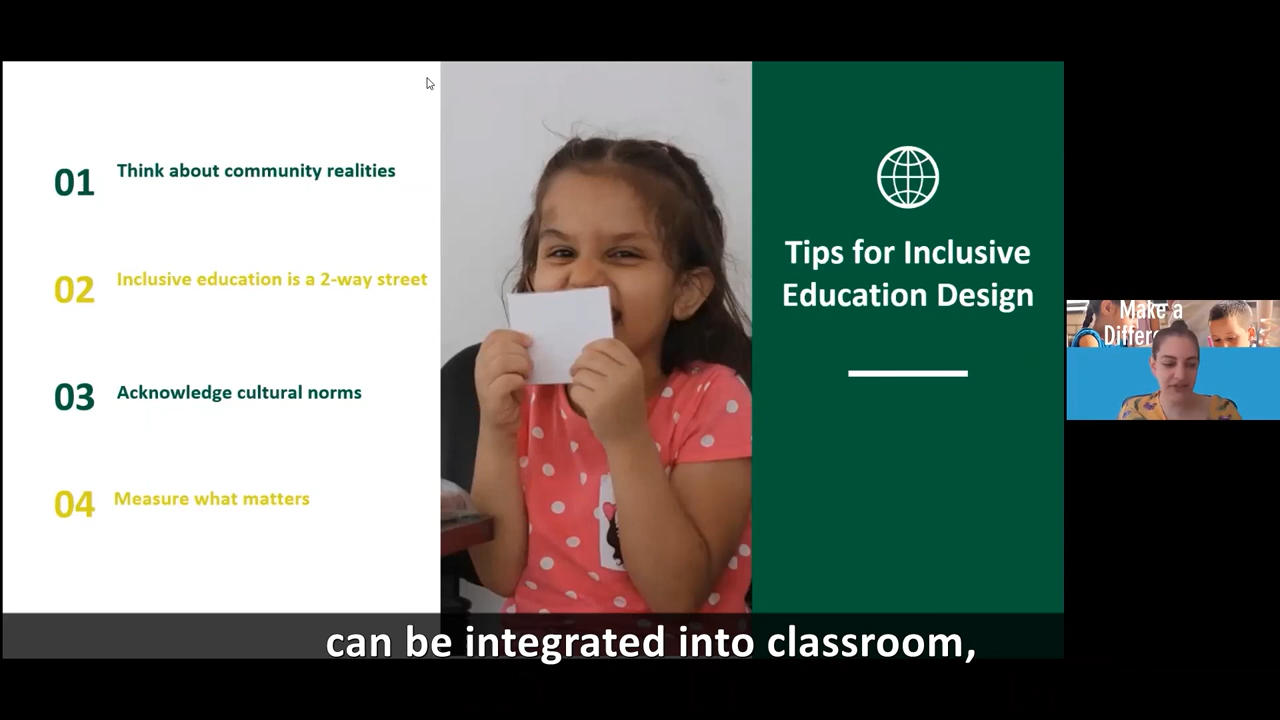 01
Think about community realities
02
Inclusive education is a 2-way street
03
Acknowledge cultural norms
04
Measure what matters
Tips for Inclusive
Education Design
Make a
can be integrated into classroom,